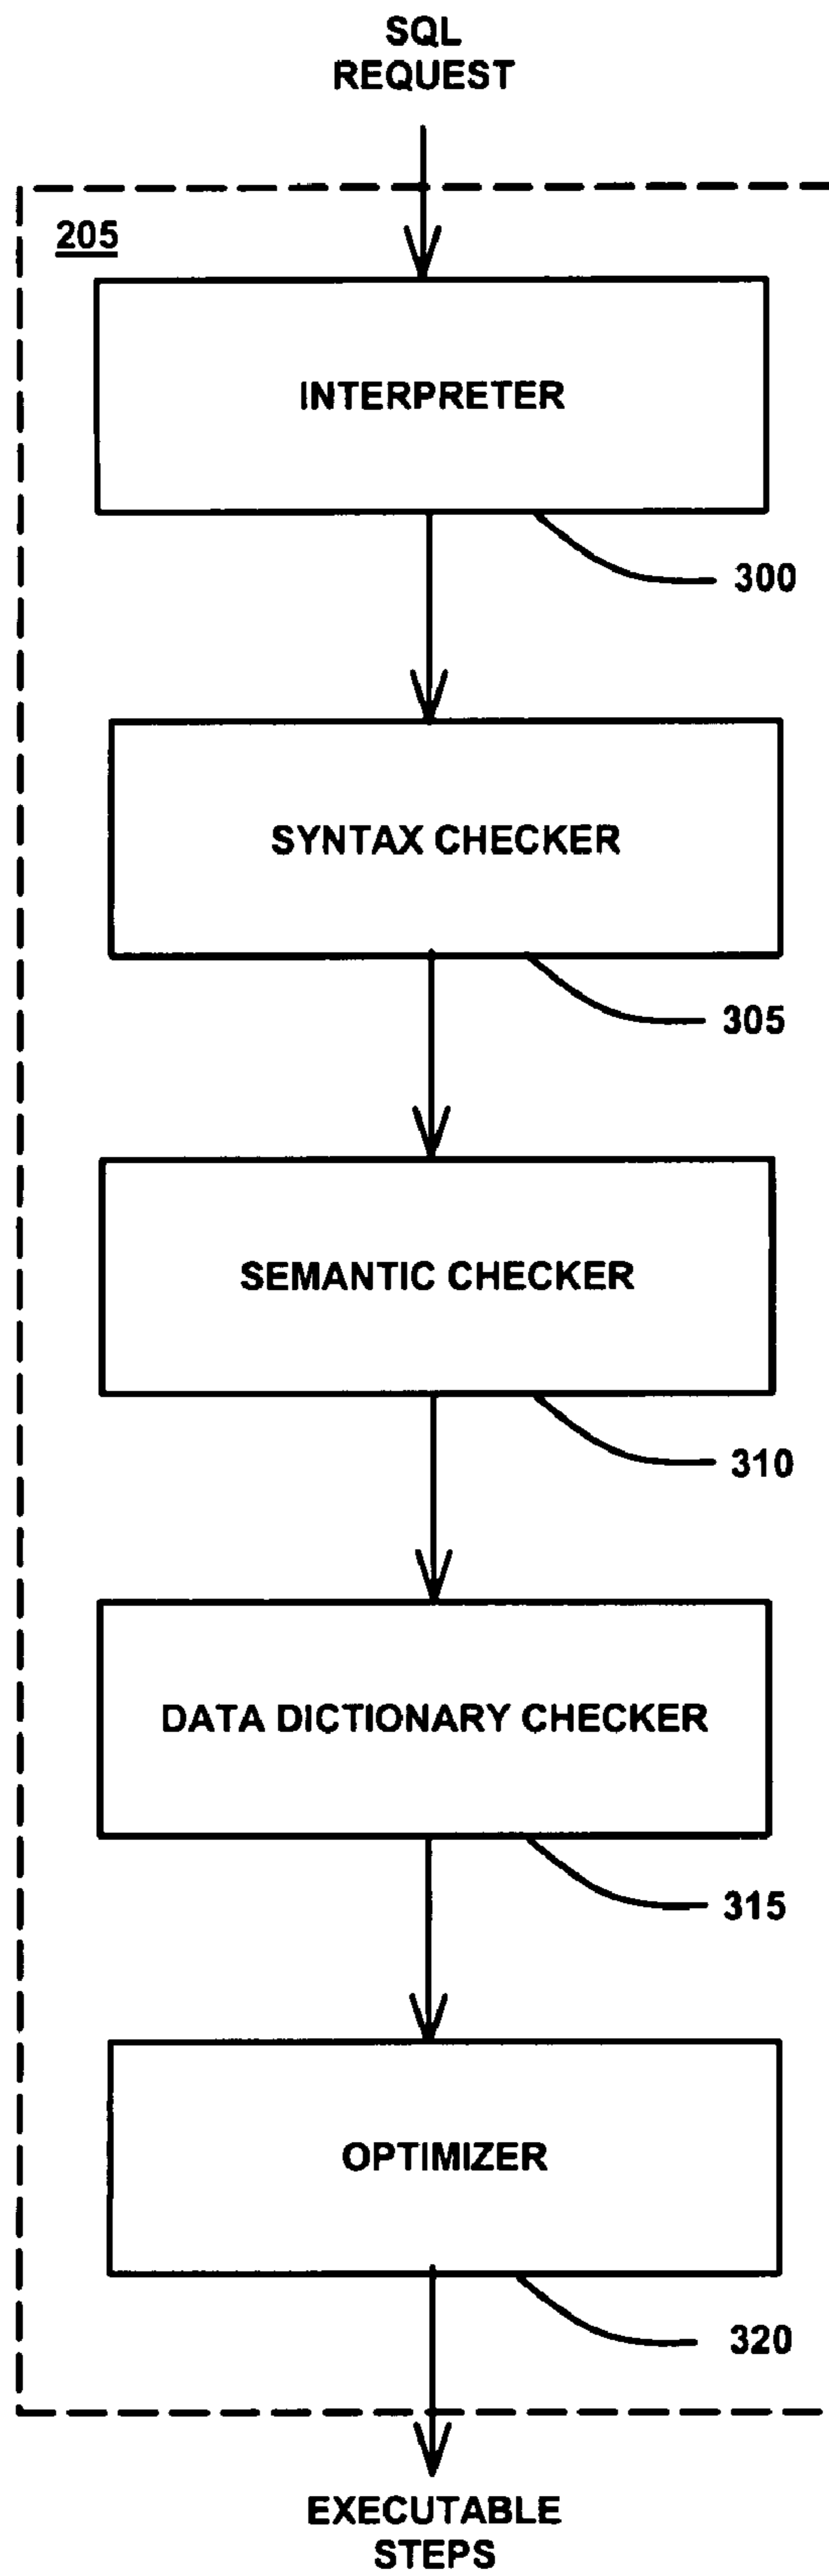 SQL
REQUEST
205
INTERPRETER
300
SYNTAX CHECKER
305
SEMANTIC CHECKER
310
DATA DICTIONARY CHECKER
315
OPTIMIZER
320
EXECUTABLE
STEPS